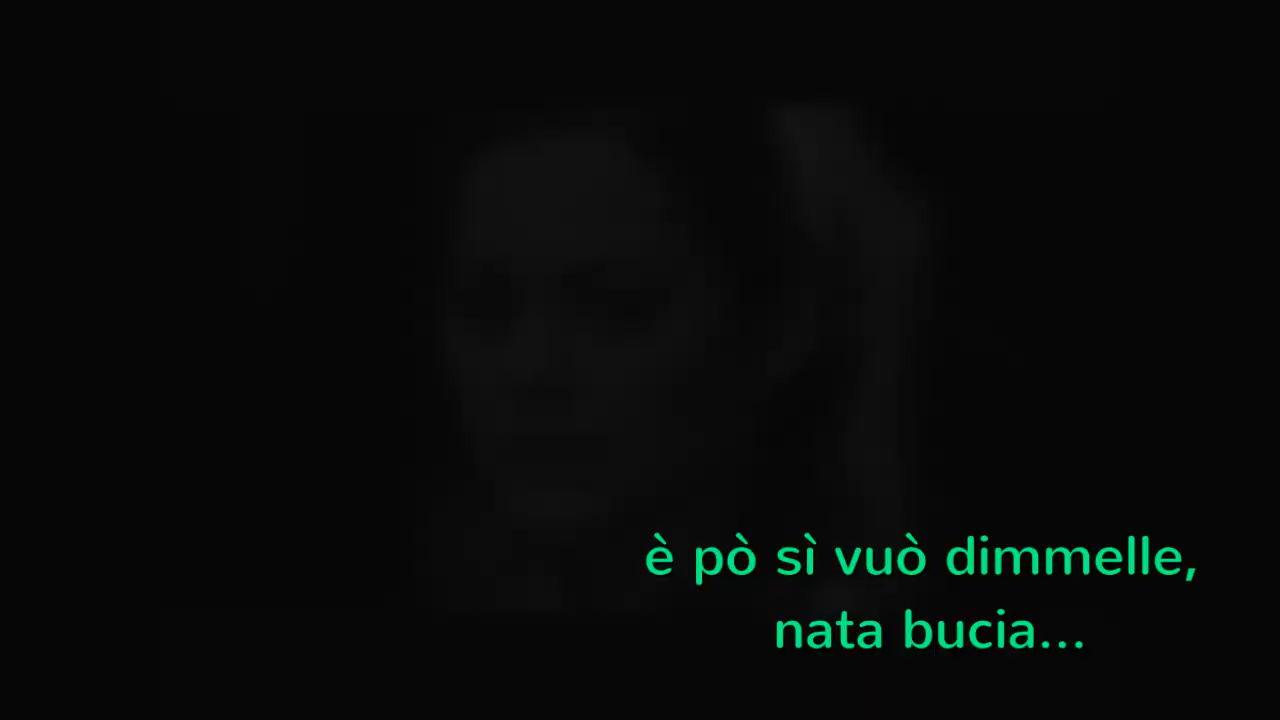 è pò sì vuò dimmelle,
nata bucia...